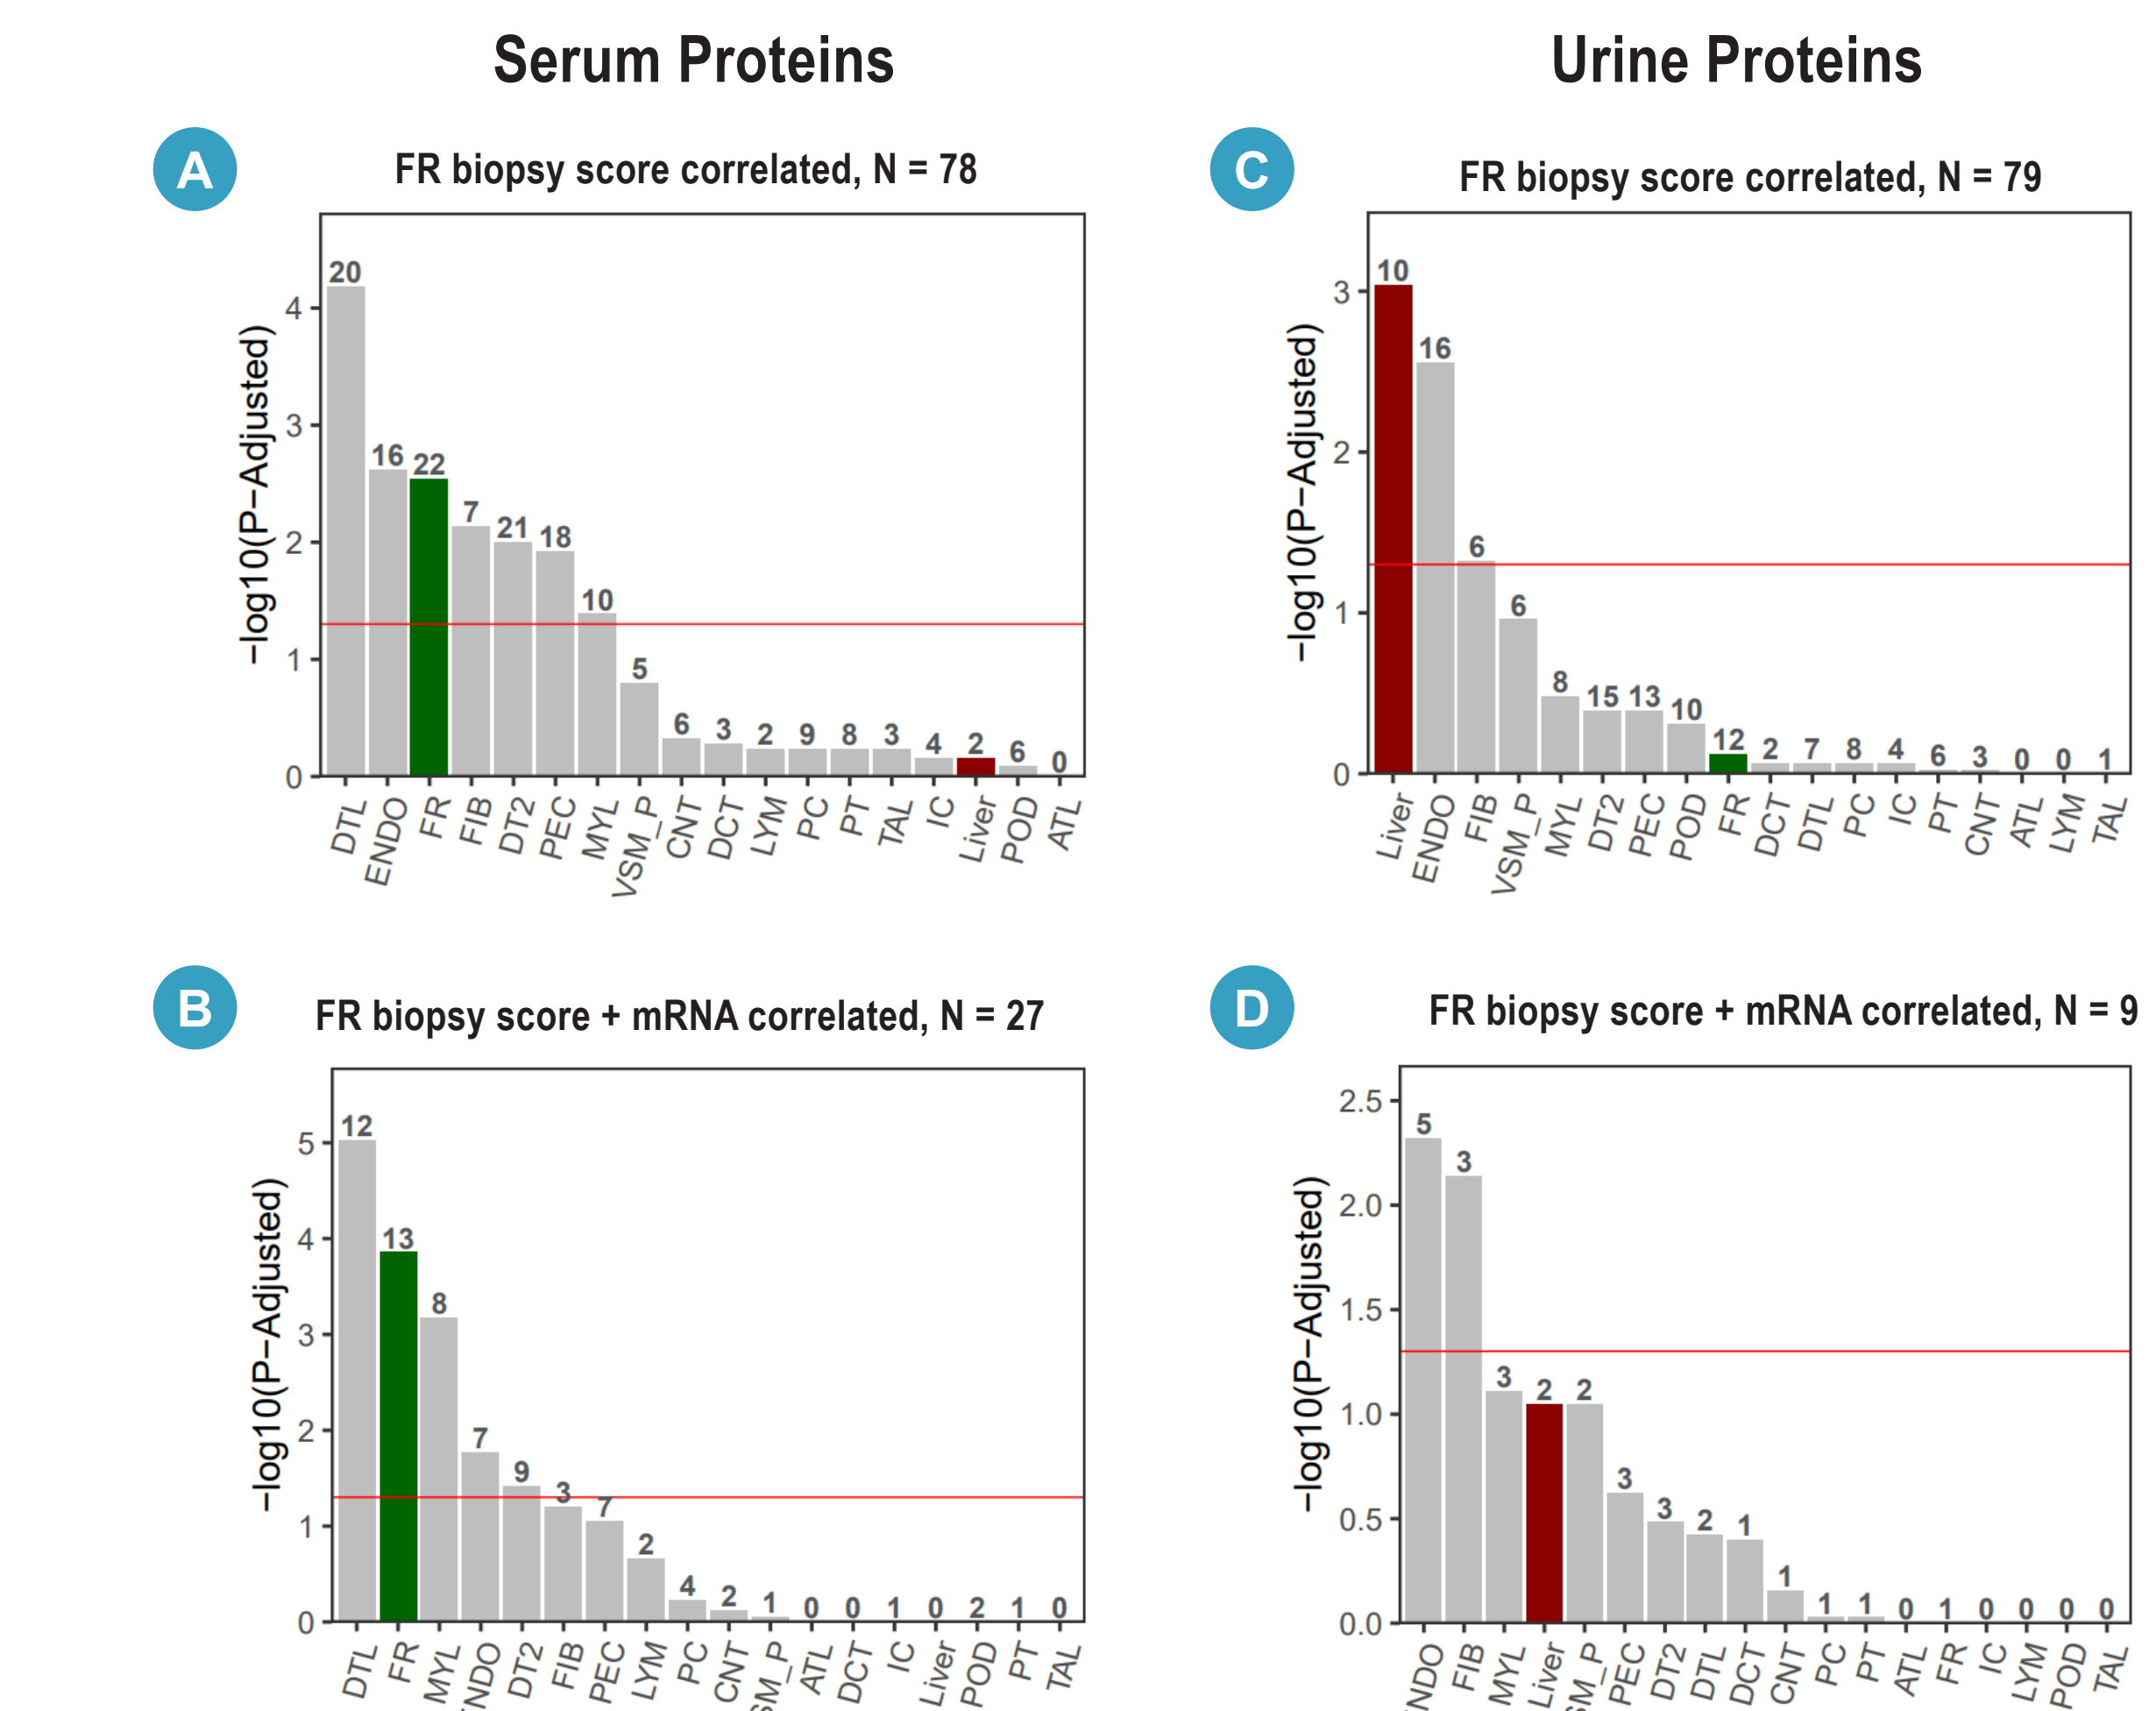 Serum Proteins
Urine Proteins
A
FR biopsy score correlated, N = 78
−log10(P−Adjusted)
4
3
2
1
0
20
16
22
7
21
18
10
5
6
3
2
9
8
3
4
2
6
0
DTL
ENDO
FR
FIB
DT2
PEC
MYL
VSM_P
CNT
DCT
LYM
PC
PT
TAL
IC
Liver
POD
ATL
C
FR biopsy score correlated, N = 79
−log10(P−Adjusted)
3
2
1
0
10
16
6
6
8
15
13
10
12
2
7
8
4
6
3
0
0
1
Liver
ENDO
FIB
VSM_P
MYL
DT2
PEC
POD
FR
DCT
DTL
PC
IC
PT
CNT
ATL
LYM
TAL
B
FR biopsy score + mRNA correlated, N = 27
−log10(P−Adjusted)
5
4
3
2
1
0
12
13
8
7
9
3
7
2
4
2
1
0
0
1
0
2
1
0
DTL
FR
MYL
NDO
DT2
FIB
PEC
LYM
PC
CNT
SM_P
ATL
DCT
IC
Liver
POD
PT
TAL
D
FR biopsy score + mRNA correlated, N = 9
−log10(P−Adjusted)
2.5
2.0
1.5
1.0
0.5
0.0
5
3
3
2
2
3
3
2
1
1
1
1
0
1
0
0
0
0
NDO
FIB
MYL
Liver
SM_P
PEC
DT2
DTL
DCT
CNT
PC
PT
ATL
FR
IC
LYM
POD
TAL